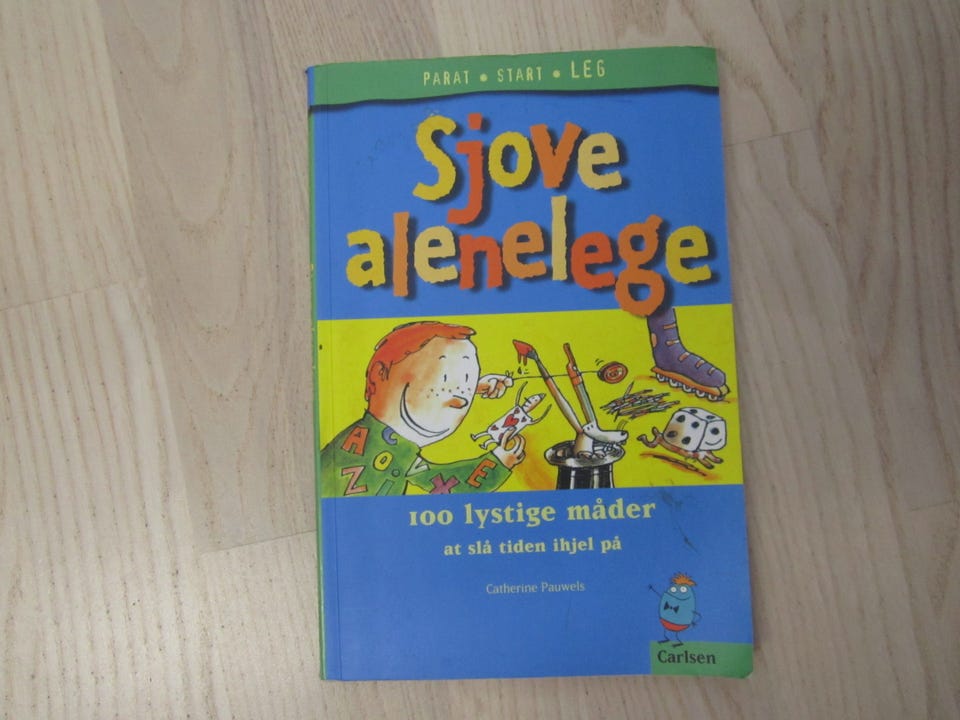 PARAT • START • LEG
Sjove
alenelege
A C V E
Z O i X
100 lystige måder
at slå tiden ihjel på
Catherine Pauwels
Carlsen